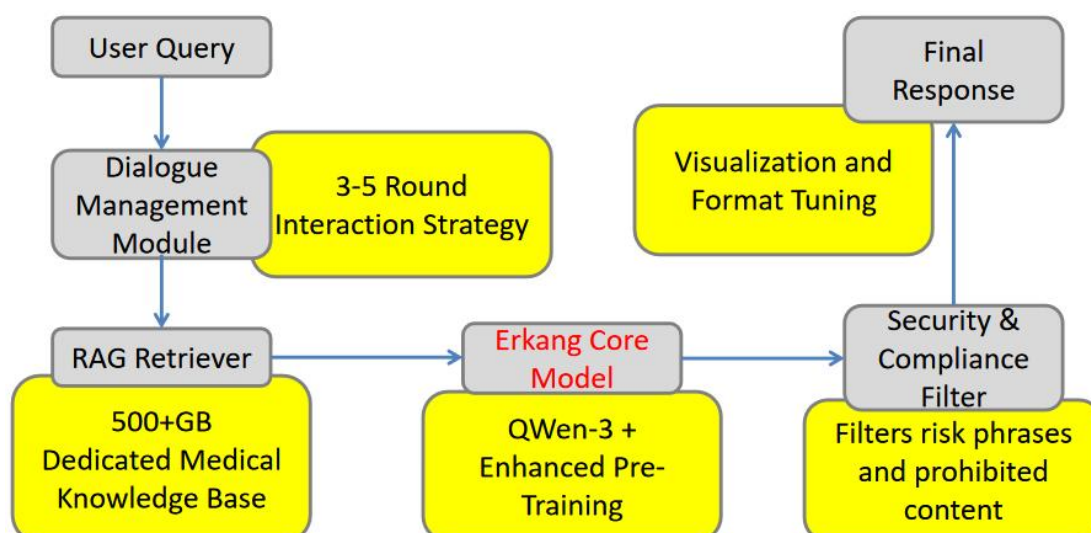 User Query
Dialogue
Management
Module
3-5 Round
Interaction Strategy
RAG Retriever
500+GB
Dedicated Medical
Knowledge Base
Erkang Core
Model
QWen-3 +
Enhanced Pre-
Training
Security &
Compliance
Filter
Filters risk phrases
and prohibited
content
Final
Response
Visualization and
Format Tuning